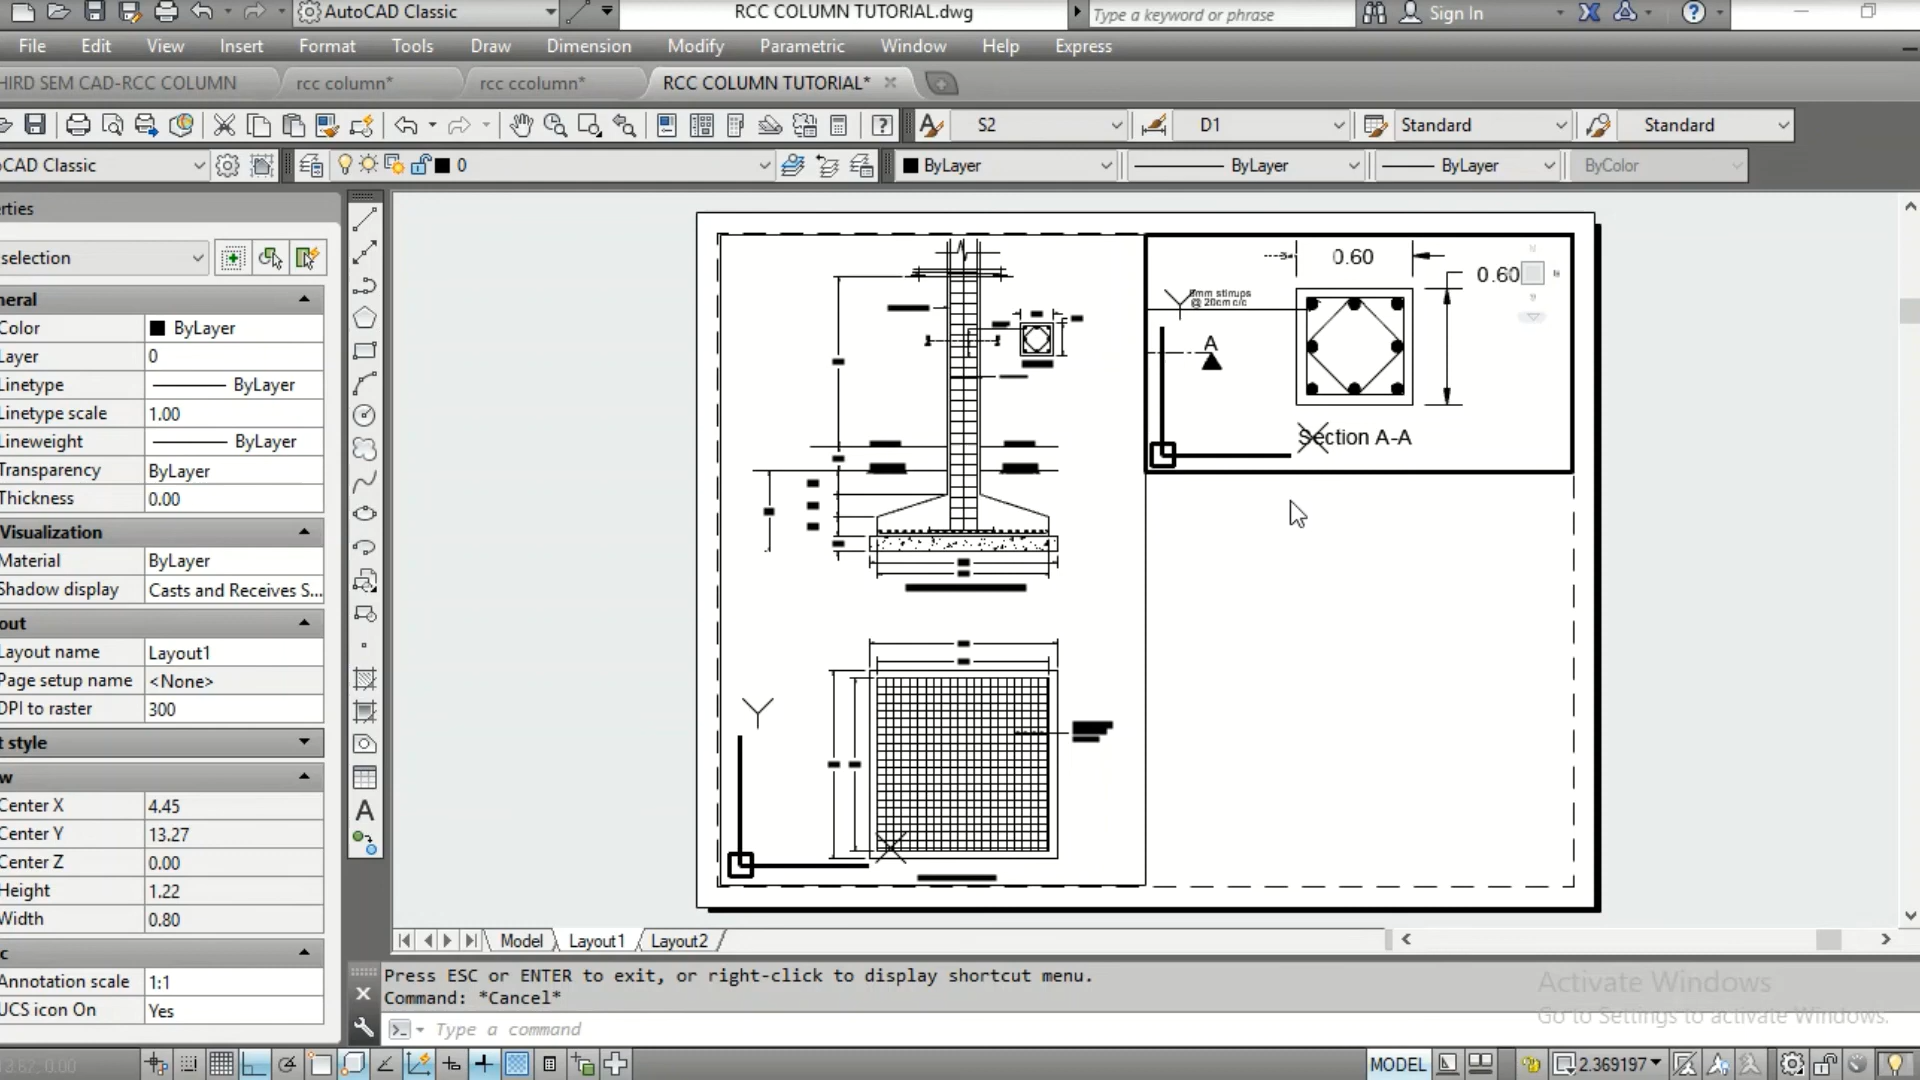 AutoCAD Classic
RCC COLUMN TUTORIAL.dwg
Type a keyword or phrase
Sign In
File Edit View Insert Format Tools Draw Dimension Modify Parametric Window Help Express
HIRD SEM CAD-RCC COLUMN
rcc column*
rcc ccolumn*
RCC COLUMN TUTORIAL*
S2
D1
Standard
Standard
CAD Classic
0
ByLayer
ByLayer
ByLayer
ByColor
erties
selection
neral
Color ByLayer
Layer 0
Linetype ByLayer
Linetype scale 1.00
Lineweight ByLayer
Transparency ByLayer
Thickness 0.00
Visualization
Material ByLayer
Shadow display Casts and Receives S...
out
Layout name Layout1
Page setup name <None>
DPI to raster 300
t style
w
Center X 4.45
Center Y 13.27
Center Z 0.00
Height 1.22
Width 0.80
c
Annotation scale 1:1
UCS icon On Yes
0.60
0.60
8mm stirrups
@ 20cm c/c
A
Section A-A
Y
X
Y
X
Model Layout1 Layout2
Press ESC or ENTER to exit, or right-click to display shortcut menu.
Command: *Cancel*
Type a command
Activate Windows
Go to Settings to activate Windows.
MODEL
2.369197